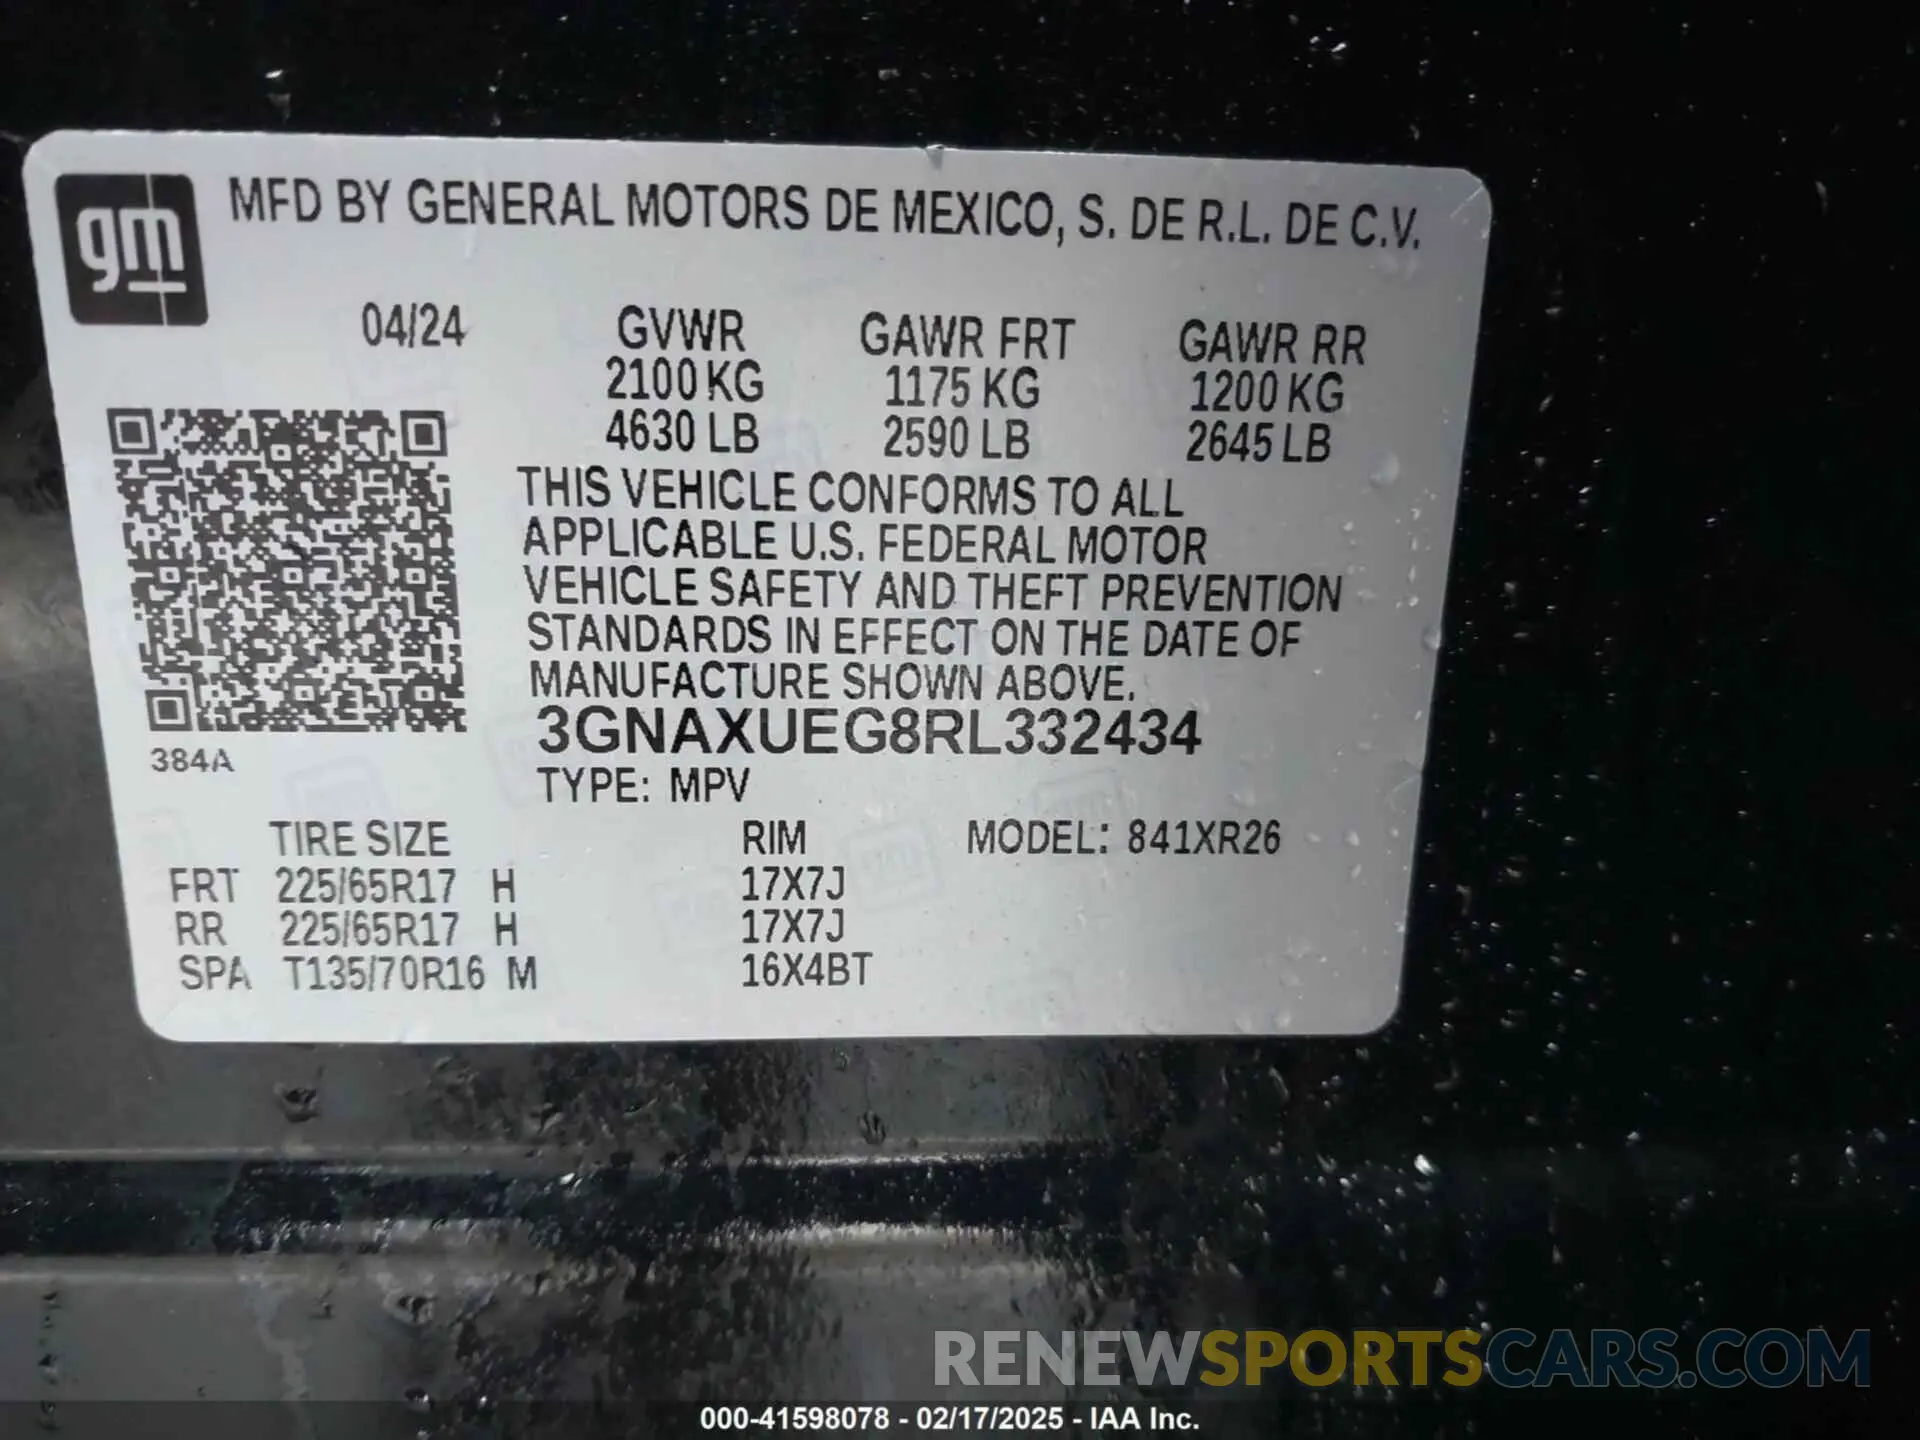 gm
MFD BY GENERAL MOTORS DE MEXICO, S. DE R.L. DE C.V.
04/24 GVWR GAWR FRT GAWR RR
2100 KG 1175 KG 1200 KG
4630 LB 2590 LB 2645 LB
THIS VEHICLE CONFORMS TO ALL
APPLICABLE U.S. FEDERAL MOTOR
VEHICLE SAFETY AND THEFT PREVENTION
STANDARDS IN EFFECT ON THE DATE OF
MANUFACTURE SHOWN ABOVE.
3GNAXUEG8RL332434
384A
TYPE: MPV
TIRE SIZE RIM MODEL: 841XR26
FRT 225/65R17 H 17X7J
RR 225/65R17 H 17X7J
SPA T135/70R16 M 16X4BT
RENEWSPORTSCARS.COM
000-41598078 - 02/17/2025 - IAA Inc.